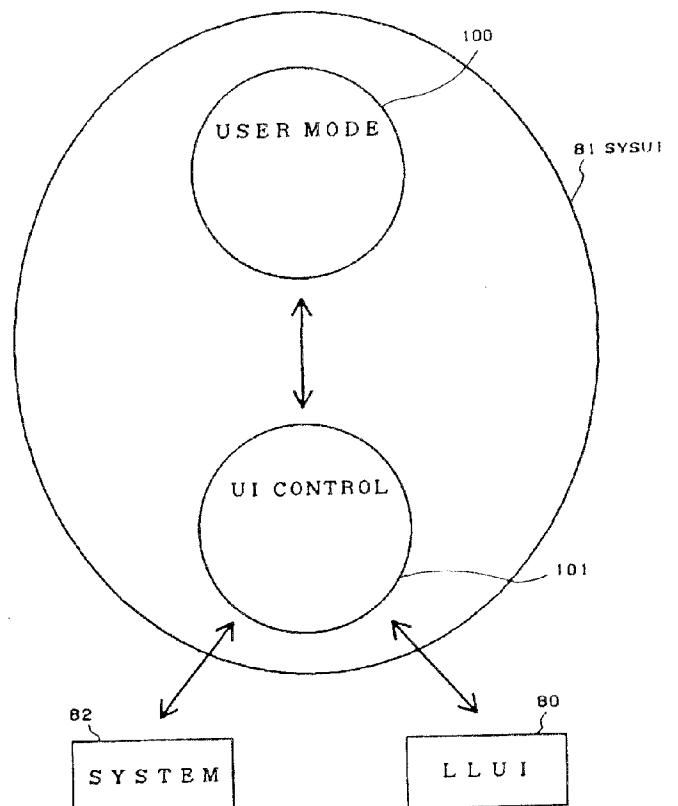 100
USER MODE
81 SYSUI
UI CONTROL
101
82
80
SYSTEM
LLUI